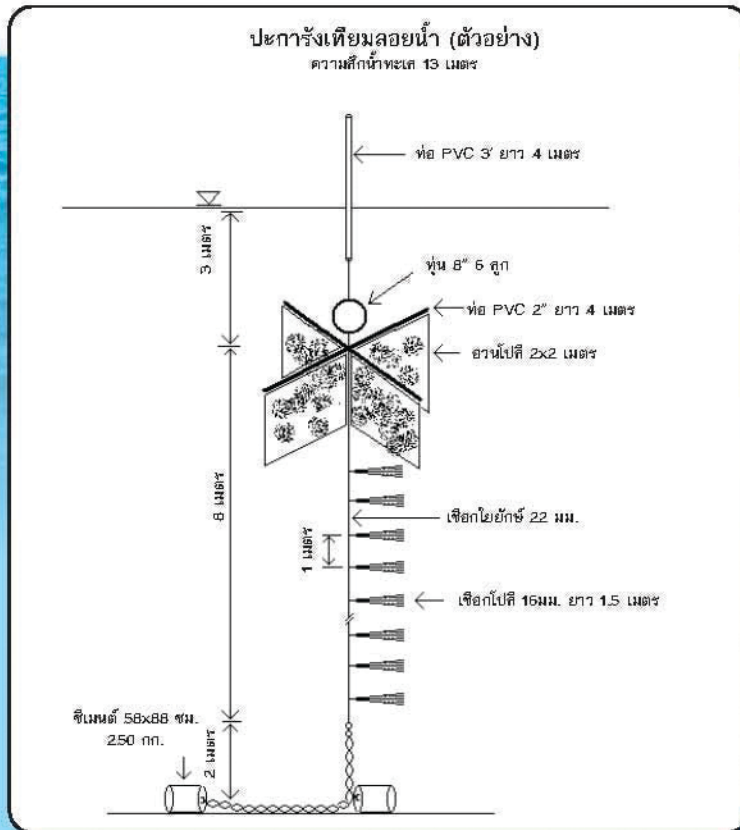 ปะการังเทียมลอยน้ำ (ตัวอย่าง)
ความลึกน้ำทะเล 13 เมตร
ท่อ PVC 3' ยาว 4 เมตร
3 เมตร
ทุ่น 8" 6 ลูก
ท่อ PVC 2" ยาว 4 เมตร
อวนโปลี 2x2 เมตร
8 เมตร
เชือกใยยักษ์ 22 มม.
1 เมตร
เชือกโปลี 16มม. ยาว 1.5 เมตร
ซีเมนต์ 58x88 ซม.
250 กก.
2 เมตร